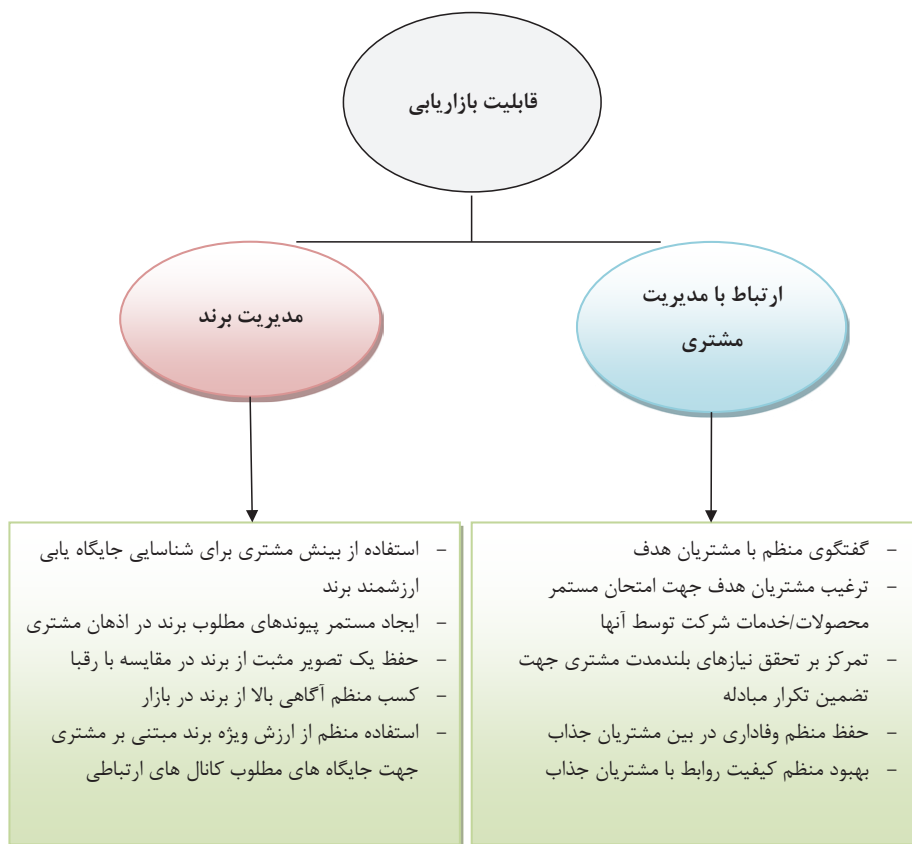 قابلیت بازاریابی
ارتباط با مدیریت
مشتری
مدیریت برند
- گفتگوی منظم با مشتریان هدف
- ترغیب مشتریان هدف جهت امتحان مستمر
محصولات/خدمات شرکت توسط آنها
- تمرکز بر تحقق نیازهای بلندمدت مشتری جهت
تضمین تکرار مبادله
- حفظ منظم وفاداری در بین مشتریان جذاب
- بهبود منظم کیفیت روابط با مشتریان جذاب
- استفاده از بینش مشتری برای شناسایی جایگاه یابی
ارزشمند برند
- ایجاد مستمر پیوندهای مطلوب برند در اذهان مشتری
- حفظ یک تصویر مثبت از برند در مقایسه با رقبا
- کسب منظم آگاهی بالا از برند در بازار
- استفاده منظم از ارزش ویژه برند مبتنی بر مشتری
جهت جایگاه های مطلوب کانال های ارتباطی